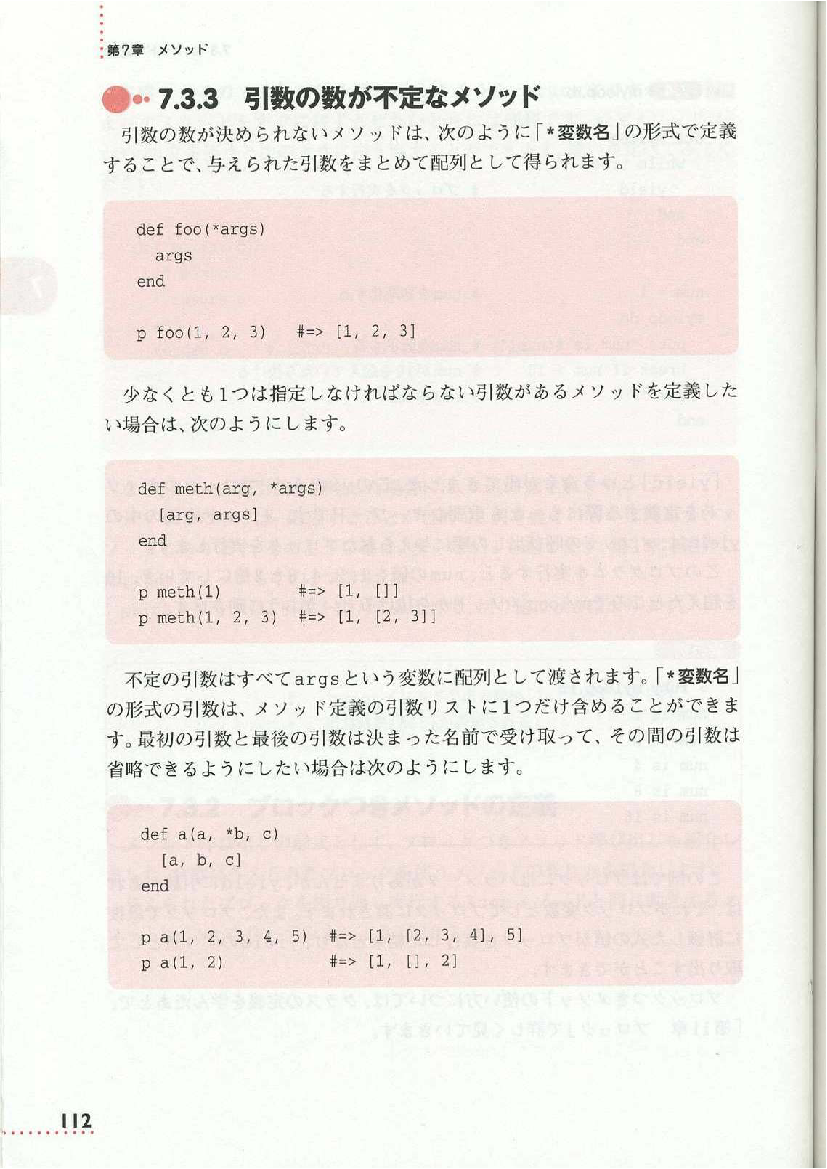 第7章 メソッド
7.3.3 引数の数が不定なメソッド
引数の数が決められないメソッドは、次のように「*変数名」の形式で定義
することで、与えられた引数をまとめて配列として得られます。
def foo(*args)
args
end
p foo(1, 2, 3) #=> [1, 2, 3]
少なくとも1つは指定しなければならない引数があるメソッドを定義した
い場合は、次のようにします。
def meth(arg, *args)
[arg, args]
end
p meth(1) #=> [1, []]
p meth(1, 2, 3) #=> [1, [2, 3]]
不定の引数はすべてargsという変数に配列として渡されます。「*変数名」
の形式の引数は、メソッド定義の引数リストに1つだけ含めることができま
す。最初の引数と最後の引数は決まった名前で受け取って、その間の引数は
省略できるようにしたい場合は次のようにします。
def a(a, *b, c)
[a, b, c]
end
p a(1, 2, 3, 4, 5) #=> [1, [2, 3, 4], 5]
p a(1, 2) #=> [1, [], 2]
112